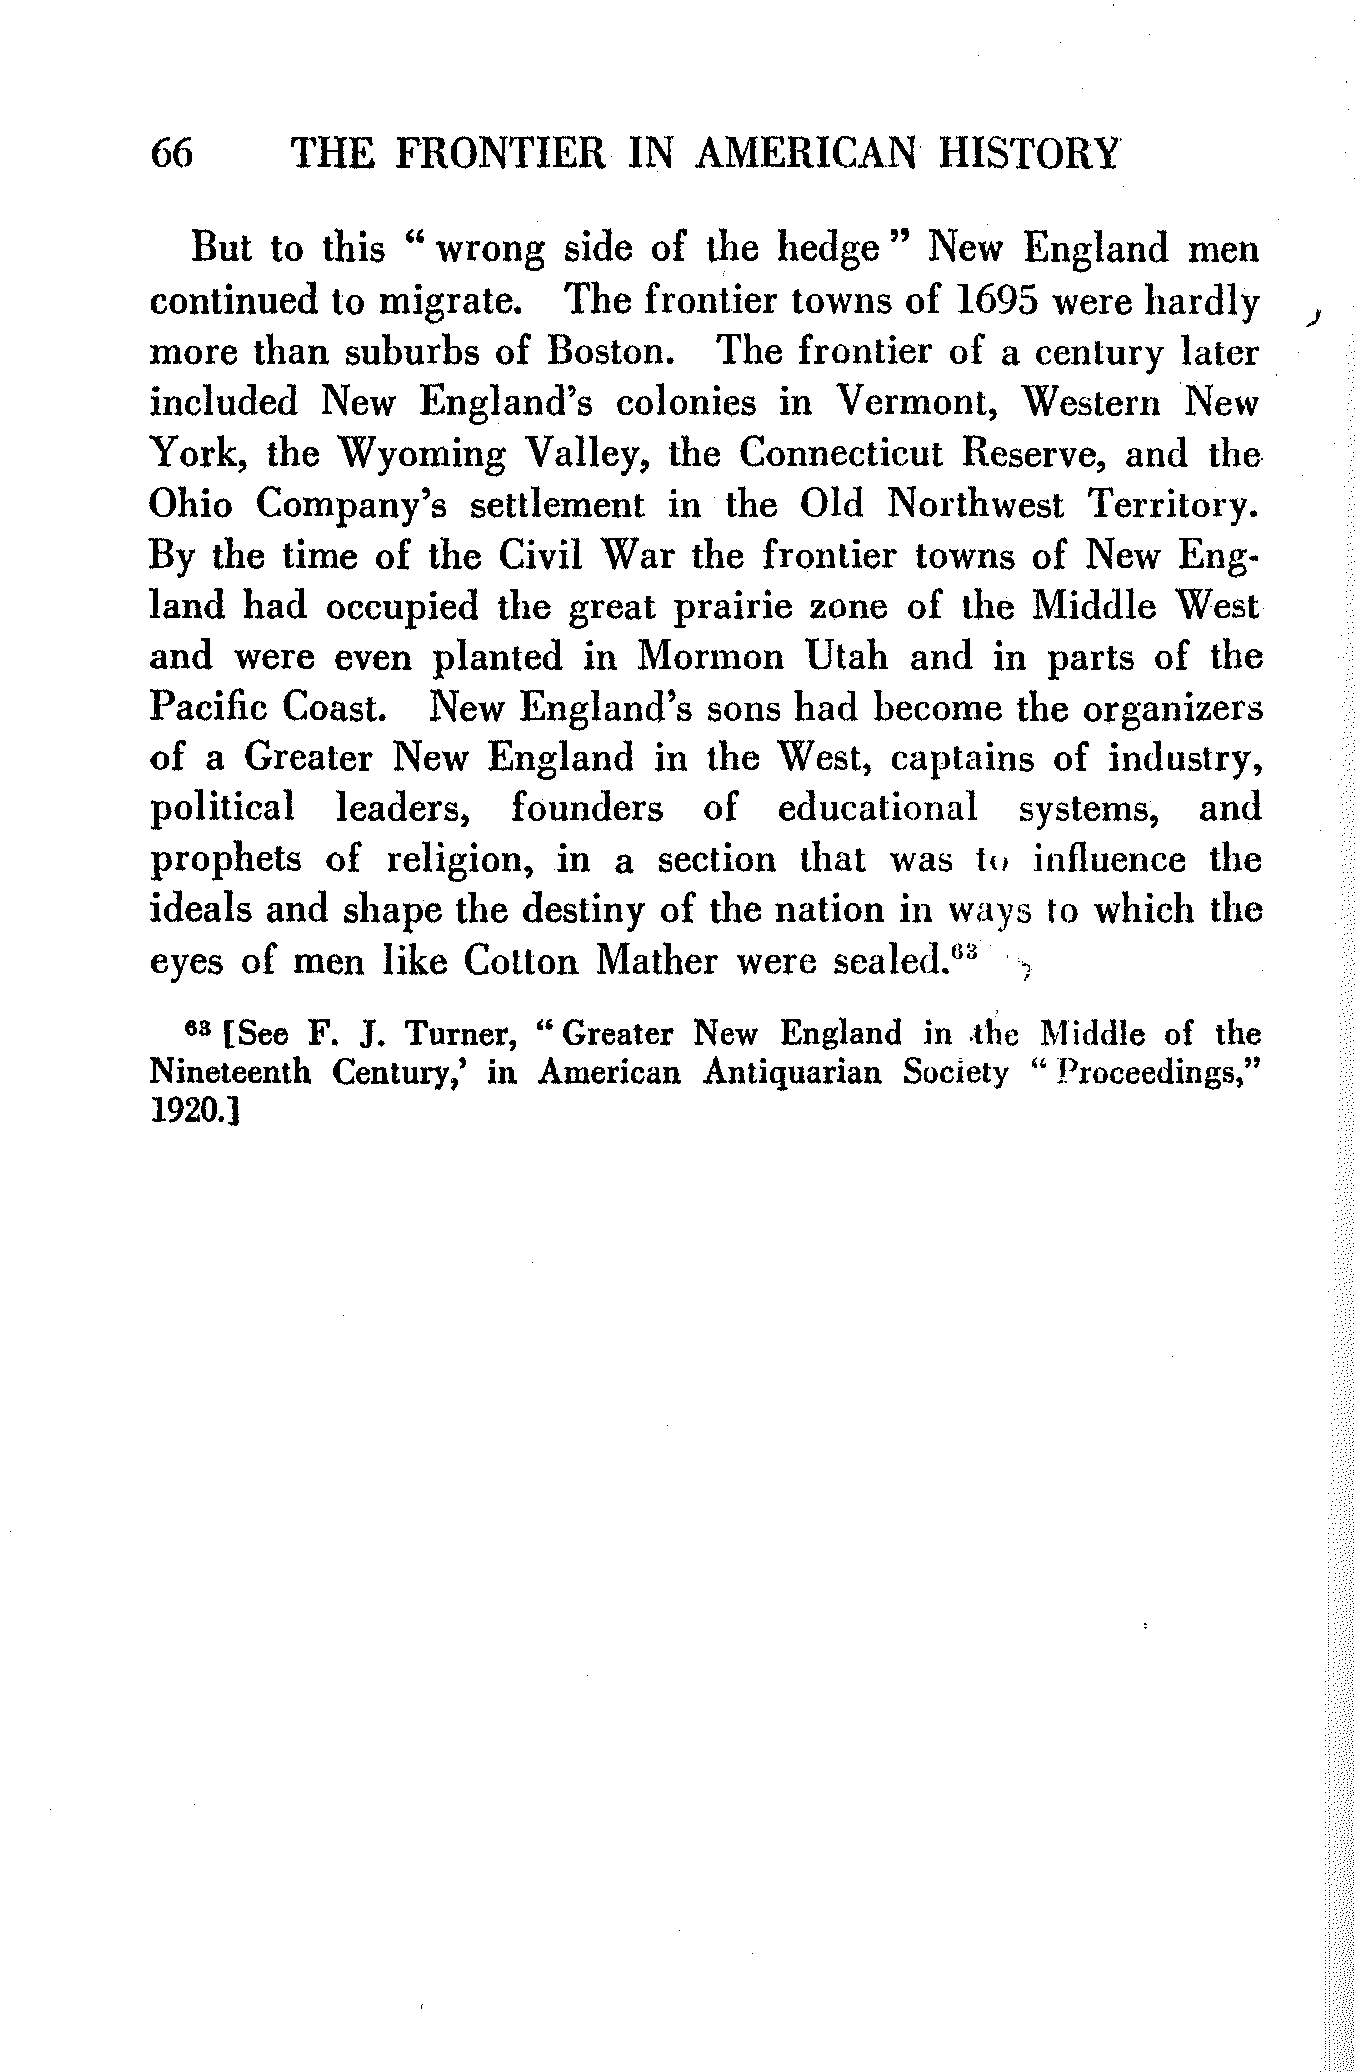 66 THE FRONTIER IN AMERICAN HISTORY
But to this “ wrong side of the hedge ” New England men
continued to migrate. The frontier towns of 1695 were hardly
more than suburbs of Boston. The frontier of a century later
included New England’s colonies in Vermont, Western New
York, the Wyoming Valley, the Connecticut Reserve, and the
Ohio Company’s settlement in the Old Northwest Territory.
By the time of the Civil War the frontier towns of New Eng-
land had occupied the great prairie zone of the Middle West
and were even planted in Mormon Utah and in parts of the
Pacific Coast. New England’s sons had become the organizers
of a Greater New England in the West, captains of industry,
political leaders, founders of educational systems, and
prophets of religion, in a section that was to influence the
ideals and shape the destiny of the nation in ways to which the
eyes of men like Cotton Mather were sealed.⁶³
⁶³ [See F. J. Turner, “ Greater New England in the Middle of the
Nineteenth Century,’ in American Antiquarian Society “ Proceedings,”
1920.]